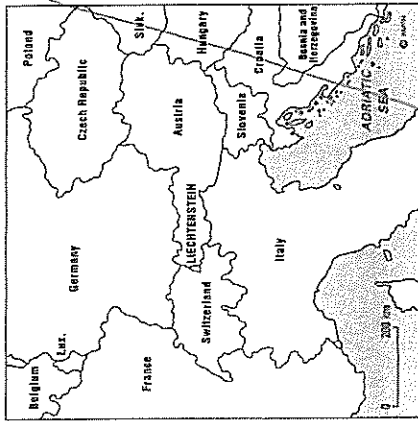 Belgium
Poland
Lux.
Germany
Czech Republic
Slvk.
France
Austria
LIECHTENSTEIN
Switzerland
Hungary
Slovenia
Croatia
Italy
Bosnia and
Herzegovina
ADRIATIC
SEA
0 200 km